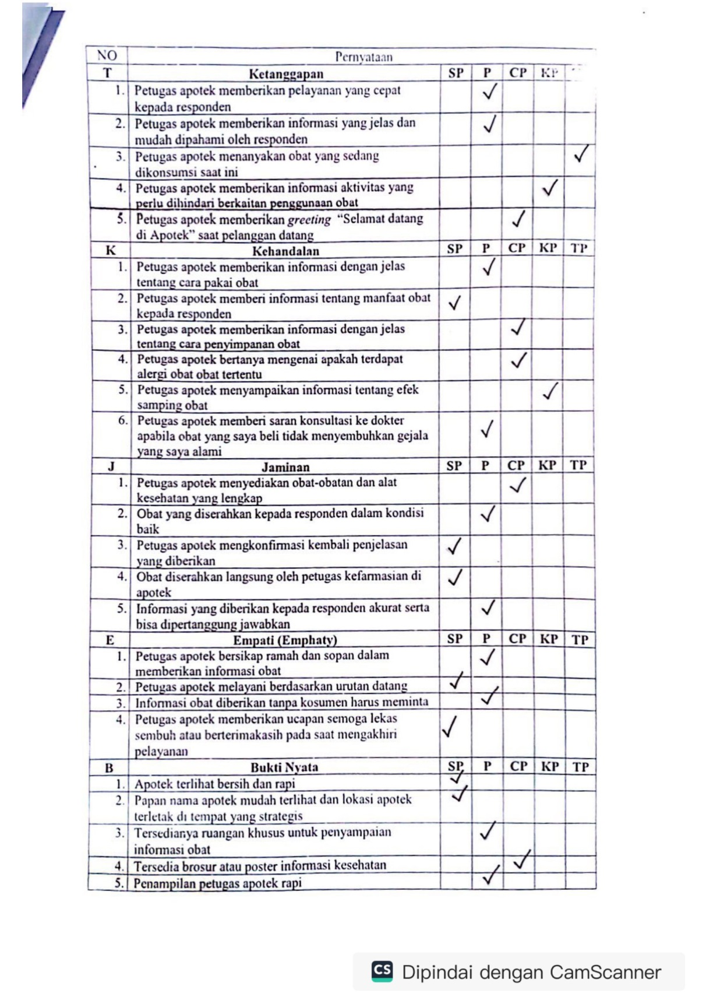 NO Pernyataan
T Ketanggapan SP P CP KP
1. Petugas apotek memberikan pelayanan yang cepat ✓
kepada responden
2. Petugas apotek memberikan informasi yang jelas dan ✓
mudah dipahami oleh responden
3. Petugas apotek menanyakan obat yang sedang ✓
dikonsumsi saat ini
4. Petugas apotek memberikan informasi aktivitas yang ✓
perlu dihindari berkaitan penggunaan obat
5. Petugas apotek memberikan greeting “Selamat datang ✓
di Apotek” saat pelanggan datang
K Kehandalan SP P CP KP TP
1. Petugas apotek memberikan informasi dengan jelas ✓
tentang cara pakai obat
2. Petugas apotek memberi informasi tentang manfaat obat ✓
kepada responden
3. Petugas apotek memberikan informasi dengan jelas ✓
tentang cara penyimpanan obat
4. Petugas apotek bertanya mengenai apakah terdapat ✓
alergi obat obat tertentu
5. Petugas apotek menyampaikan informasi tentang efek ✓
samping obat
6. Petugas apotek memberi saran konsultasi ke dokter ✓
apabila obat yang saya beli tidak menyembuhkan gejala
yang saya alami
J Jaminan SP P CP KP TP
1. Petugas apotek menyediakan obat-obatan dan alat ✓
kesehatan yang lengkap
2. Obat yang diserahkan kepada responden dalam kondisi ✓
baik
3. Petugas apotek mengkonfirmasi kembali penjelasan ✓
yang diberikan
4. Obat diserahkan langsung oleh petugas kefarmasian di ✓
apotek
5. Informasi yang diberikan kepada responden akurat serta ✓
bisa dipertanggung jawabkan
E Empati (Emphaty) SP P CP KP TP
1. Petugas apotek bersikap ramah dan sopan dalam ✓
memberikan informasi obat
2. Petugas apotek melayani berdasarkan urutan datang ✓
3. Informasi obat diberikan tanpa kosumen harus meminta ✓
4. Petugas apotek memberikan ucapan semoga lekas ✓
sembuh atau berterimakasih pada saat mengakhiri
pelayanan
B Bukti Nyata SP P CP KP TP
1. Apotek terlihat bersih dan rapi ✓
2. Papan nama apotek mudah terlihat dan lokasi apotek ✓
terletak di tempat yang strategis
3. Tersedianya ruangan khusus untuk penyampaian ✓
informasi obat
4. Tersedia brosur atau poster informasi kesehatan ✓
5. Penampilan petugas apotek rapi ✓
CS Dipindai dengan CamScanner